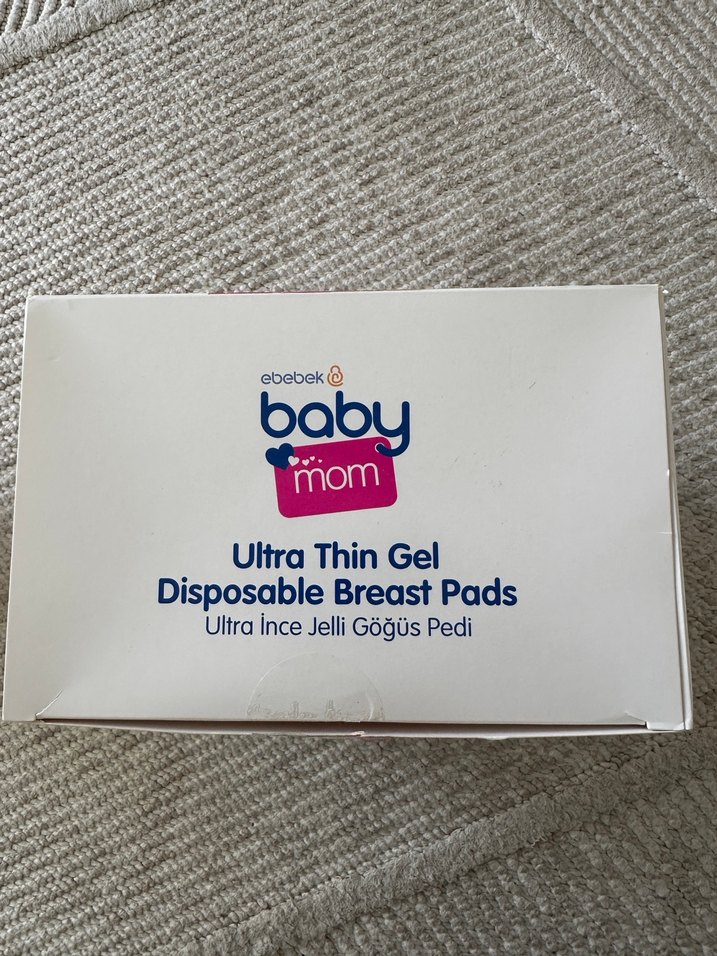 ebebek
baby
mom
Ultra Thin Gel
Disposable Breast Pads
Ultra İnce Jelli Göğüs Pedi